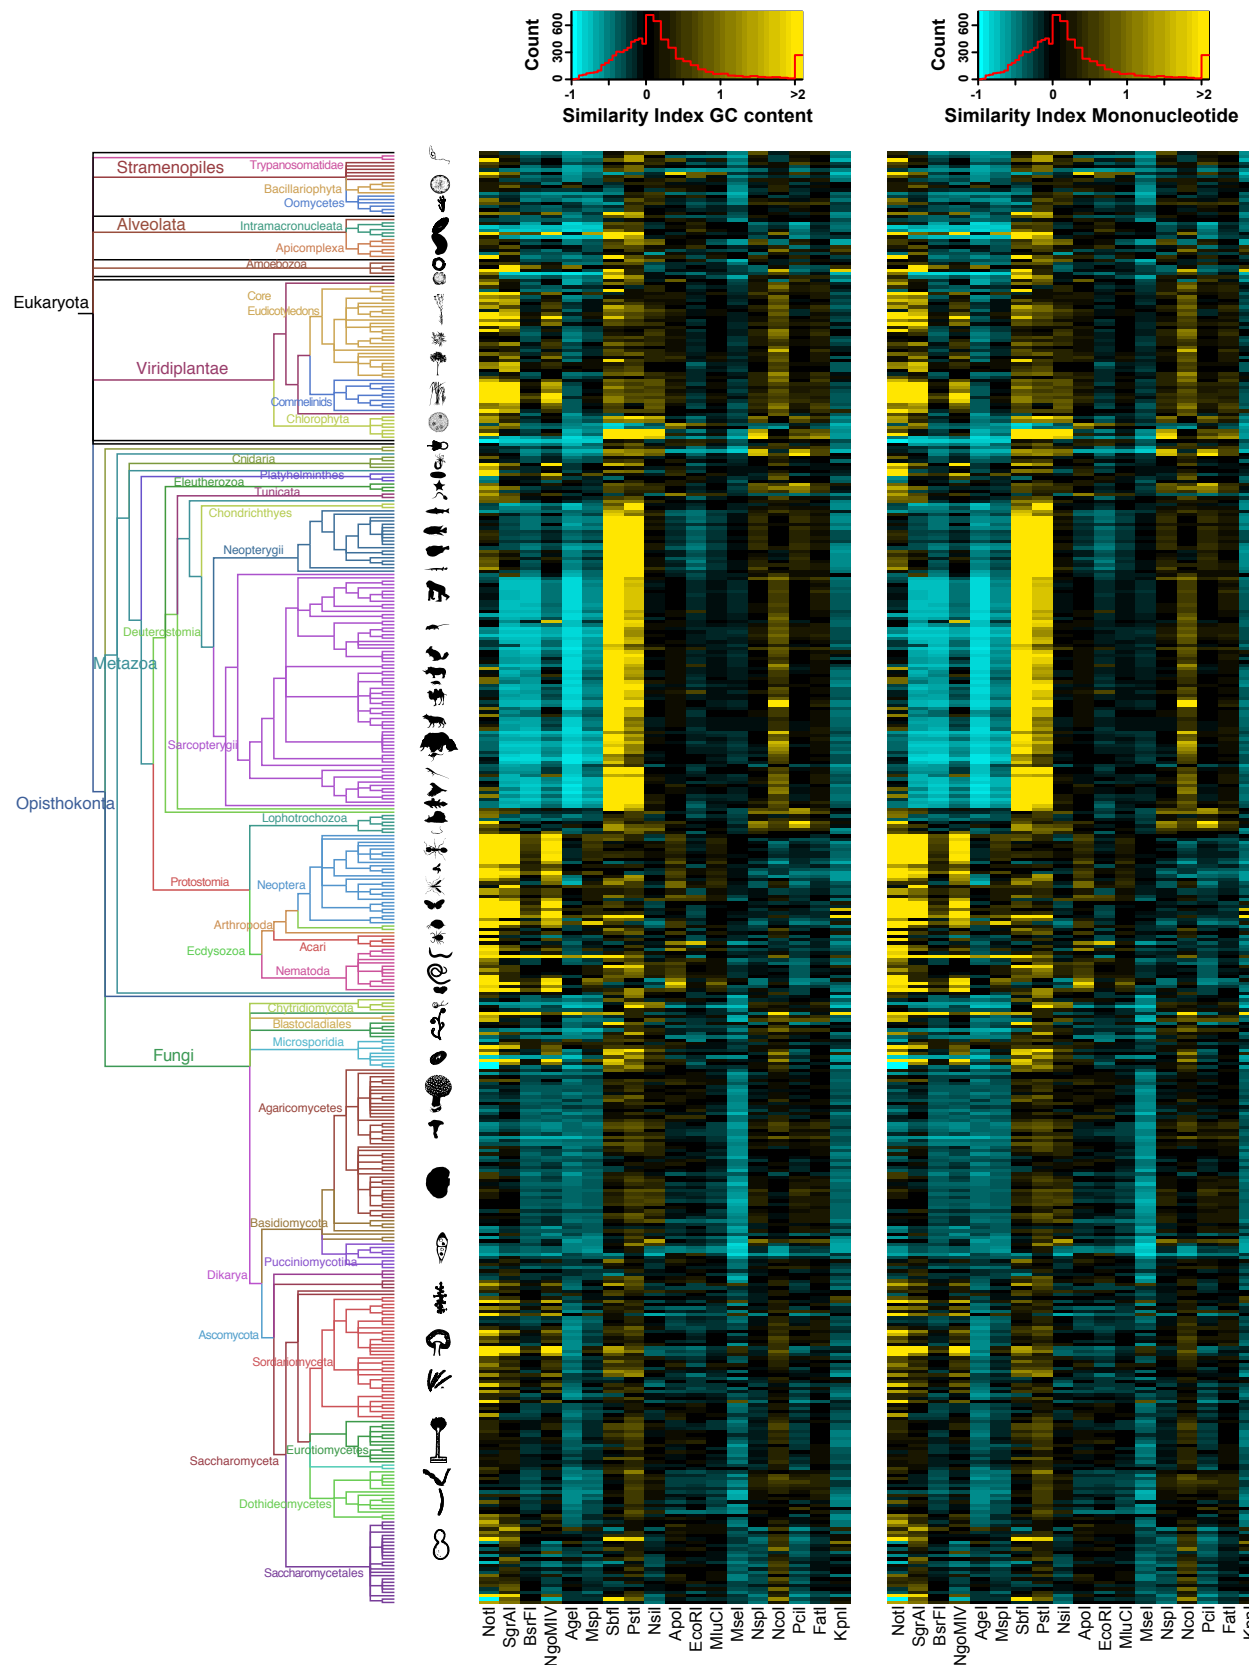 Count
0 300 600
-1 0 1 >2
Similarity Index GC content
Count
0 300 600
-1 0 1 >2
Similarity Index Mononucleotide
Stramenopiles
Trypanosomatidae
Bacillariophyta
Oomycetes
Alveolata
Intramacronucleata
Apicomplexa
Amoebozoa
Eukaryota
Core
Eudicotyledons
Viridiplantae
Commelinids
Chlorophyta
Cnidaria
Platyhelminthes
Eleutherozoa
Tunicata
Chondrichthyes
Neopterygii
Deuterostomia
Metazoa
Sarcopterygii
Opisthokonta
Lophotrochozoa
Protostomia
Neoptera
Arthropoda
Acari
Ecdysozoa
Nematoda
Chytridiomycota
Blastocladiales
Microsporidia
Fungi
Agaricomycetes
Basidiomycota
Pucciniomycotina
Dikarya
Ascomycota
Sordariomyceta
Eurotiomycetes
Saccharomyceta
Dothideomycetes
Saccharomycetales
NotI SgrAI BsrFI NgoMIV AgeI MspI SbfI PstI NsiI ApoI EcoRI MluCI MseI NspI NcoI PciI FatI KpnI
NotI SgrAI BsrFI NgoMIV AgeI MspI SbfI PstI NsiI ApoI EcoRI MluCI MseI NspI NcoI PciI FatI KpnI